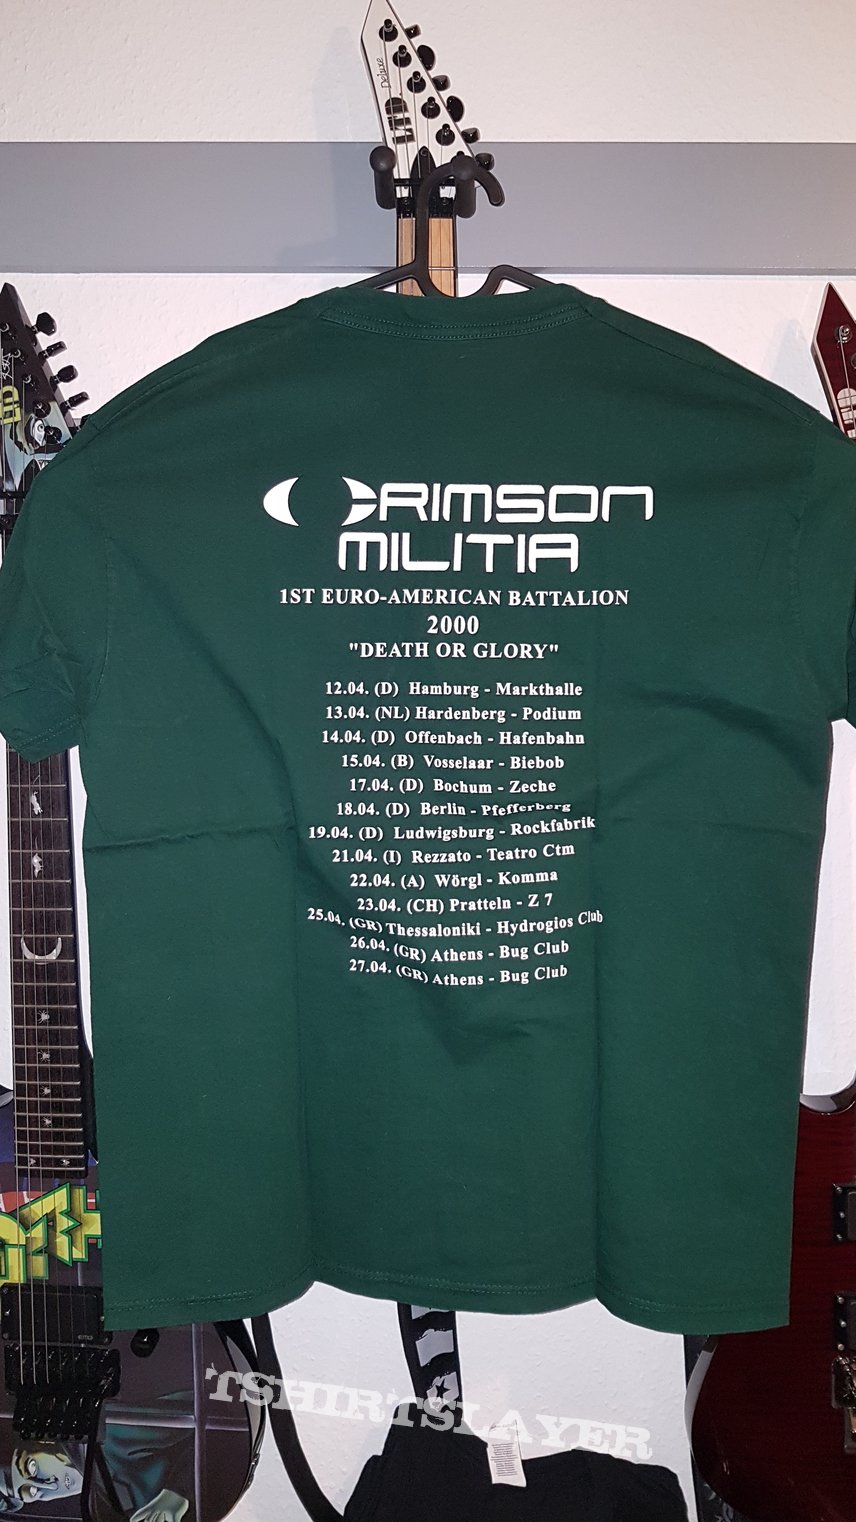 LTD
Deluxe
CRIMSON
MILITIA
1ST EURO-AMERICAN BATTALION
2000
"DEATH OR GLORY"
12.04. (D) Hamburg - Markthalle
13.04. (NL) Hardenberg - Podium
14.04. (D) Offenbach - Hafenbahn
15.04. (B) Vosselaar - Biebob
17.04. (D) Bochum - Zeche
18.04. (D) Berlin - Pfefferberg
19.04. (D) Ludwigsburg - Rockfabrik
21.04. (I) Rezzato - Teatro Ctm
22.04. (A) Wörgl - Komma
23.04. (CH) Pratteln - Z 7
25.04. (GR) Thessaloniki - Hydrogios Club
26.04. (GR) Athens - Bug Club
27.04. (GR) Athens - Bug Club
TSHIRTSLAYER